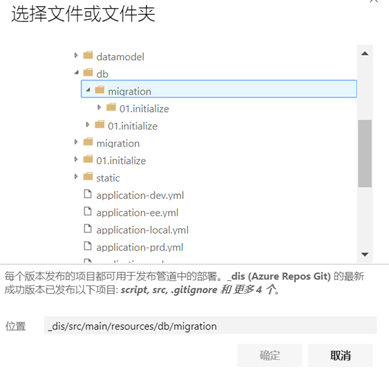 选择文件或文件夹
datamodel
db
migration
01.initialize
01.initialize
migration
01.initialize
static
application-dev.yml
application-ee.yml
application-local.yml
application-prd.yml
每个版本发布的项目都可用于发布管道中的部署。_dis (Azure Repos Git) 的最新
成功版本已发布以下项目: script, src, .gitignore 和 更多 4 个。
位置 _dis/src/main/resources/db/migration
确定 取消